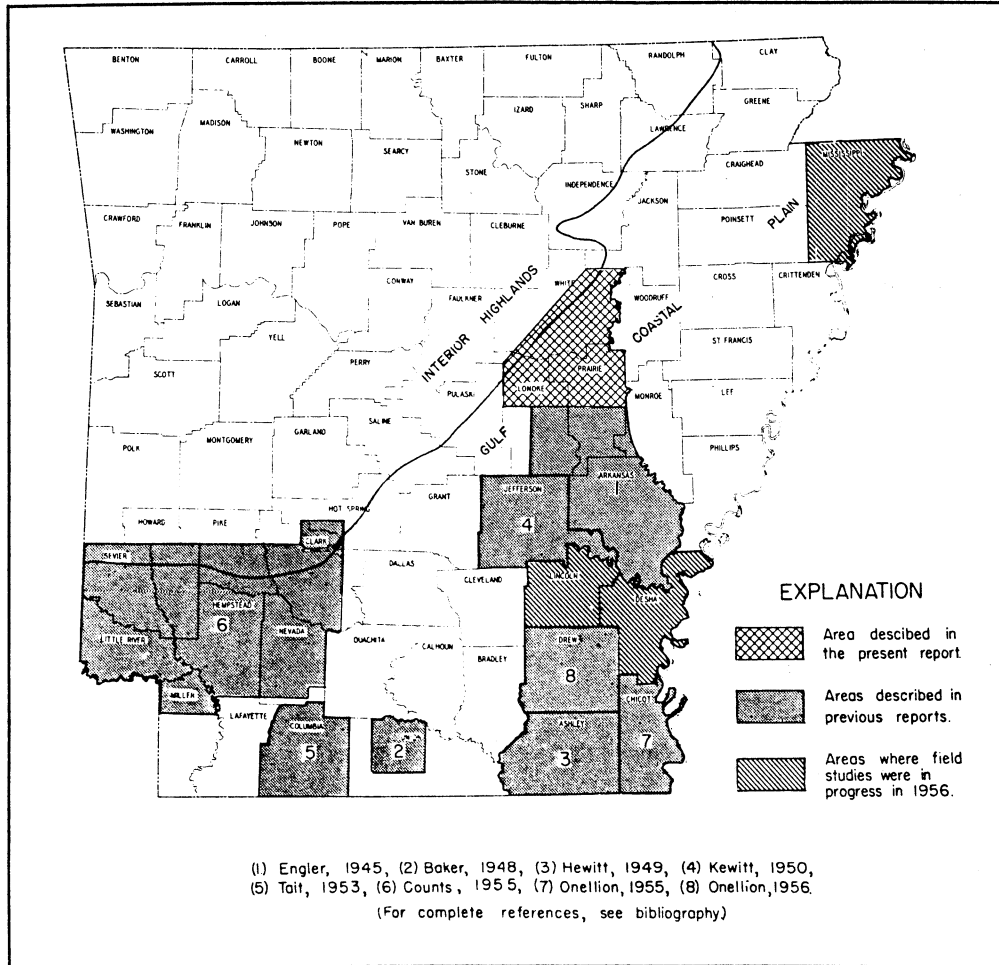 BENTON CARROLL BOONE MARION BAXTER FULTON RANDOLPH CLAY
IZARD SHARP GREENE
WASHINGTON MADISON NEWTON SEARCY LAWRENCE
STONE INDEPENDENCE CRAIGHEAD MISSISSIPPI
JACKSON
CRAWFORD FRANKLIN JOHNSON POPE VAN BUREN CLEBURNE POINSETT PLAIN
SEBASTIAN LOGAN CONWAY FAULKNER WHITE WOODRUFF CROSS CRITTENDEN
INTERIOR HIGHLANDS
COASTAL
YELL ST FRANCIS
SCOTT PERRY PRAIRIE
PULASKI LONOKE MONROE LEE
SALINE GULF
POLK MONTGOMERY GARLAND PHILLIPS
GRANT JEFFERSON ARKANSAS
1
HOWARD PIKE HOT SPRING 4
CLARK
SEVIER DALLAS CLEVELAND LINCOLN DESHA
HEMPSTEAD
6
NEVADA
LITTLE RIVER OUACHITA CALHOUN BRADLEY DREW
8
MILLER LAFAYETTE COLUMBIA ASHLEY CHICOT
5 2 3 7
EXPLANATION
Area descibed in
the present report.
Areas described in
previous reports.
Areas where field
studies were in
progress in 1956.
(1) Engler, 1945, (2) Baker, 1948, (3) Hewitt, 1949, (4) Kewitt, 1950,
(5) Tait, 1953, (6) Counts, 1955, (7) Onellion, 1955, (8) Onellion, 1956.
(For complete references, see bibliography.)